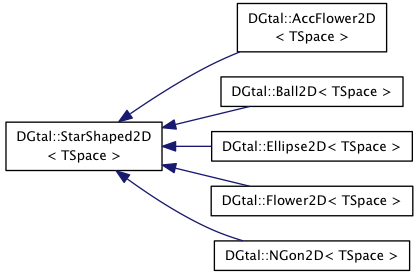 DGtal::AccFlower2D
< TSpace >
DGtal::Ball2D< TSpace >
DGtal::StarShaped2D
< TSpace >
DGtal::Ellipse2D< TSpace >
DGtal::Flower2D< TSpace >
DGtal::NGon2D< TSpace >